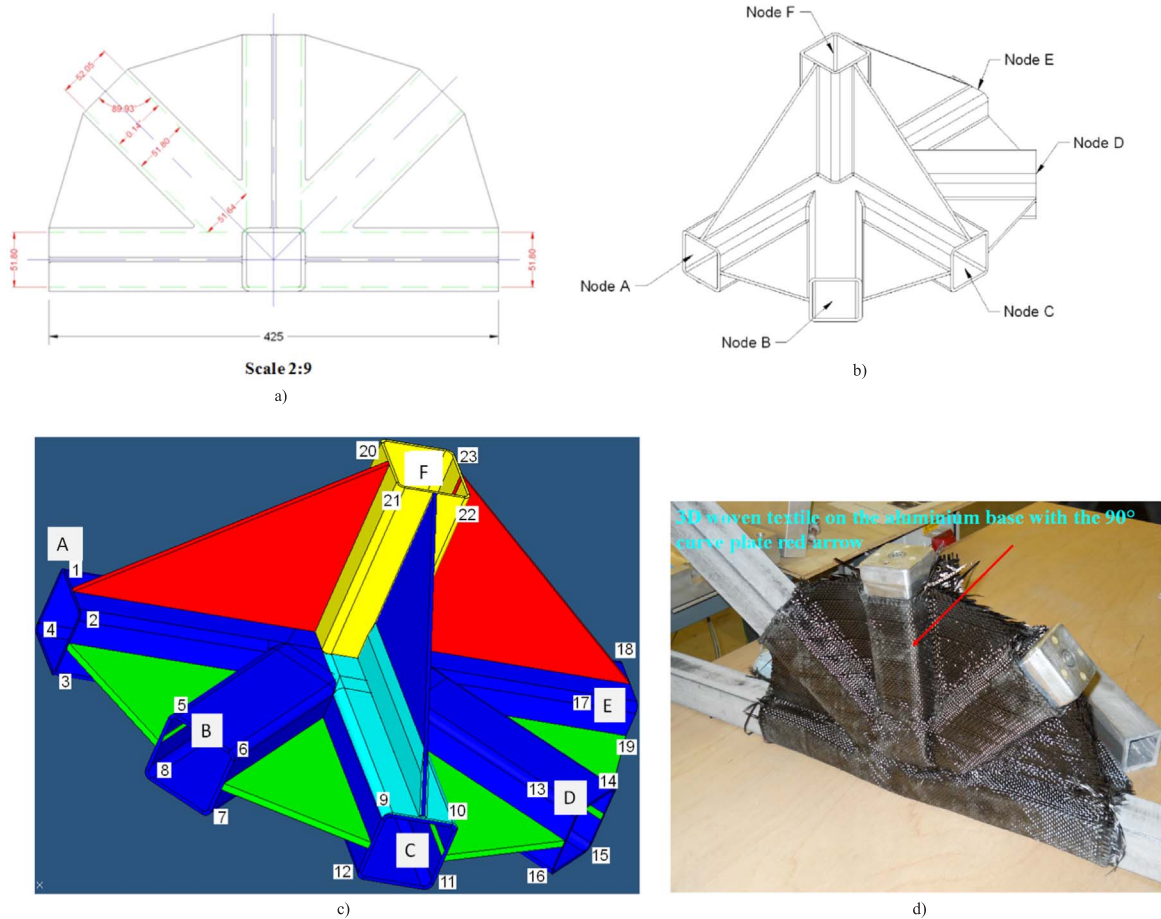 52.05
89.93°
0.14°
51.80
51.64
51.80
51.80
425
Scale 2:9
a)
Node F
Node E
Node D
Node A
Node C
Node B
b)
20
F
23
21
22
A
1
2
4
3
18
17
E
19
5
B
6
8
7
13
14
D
9
10
C
15
12
11
16
c)
3D woven textile on the aluminium base with the 90°
curve plate red arrow
d)